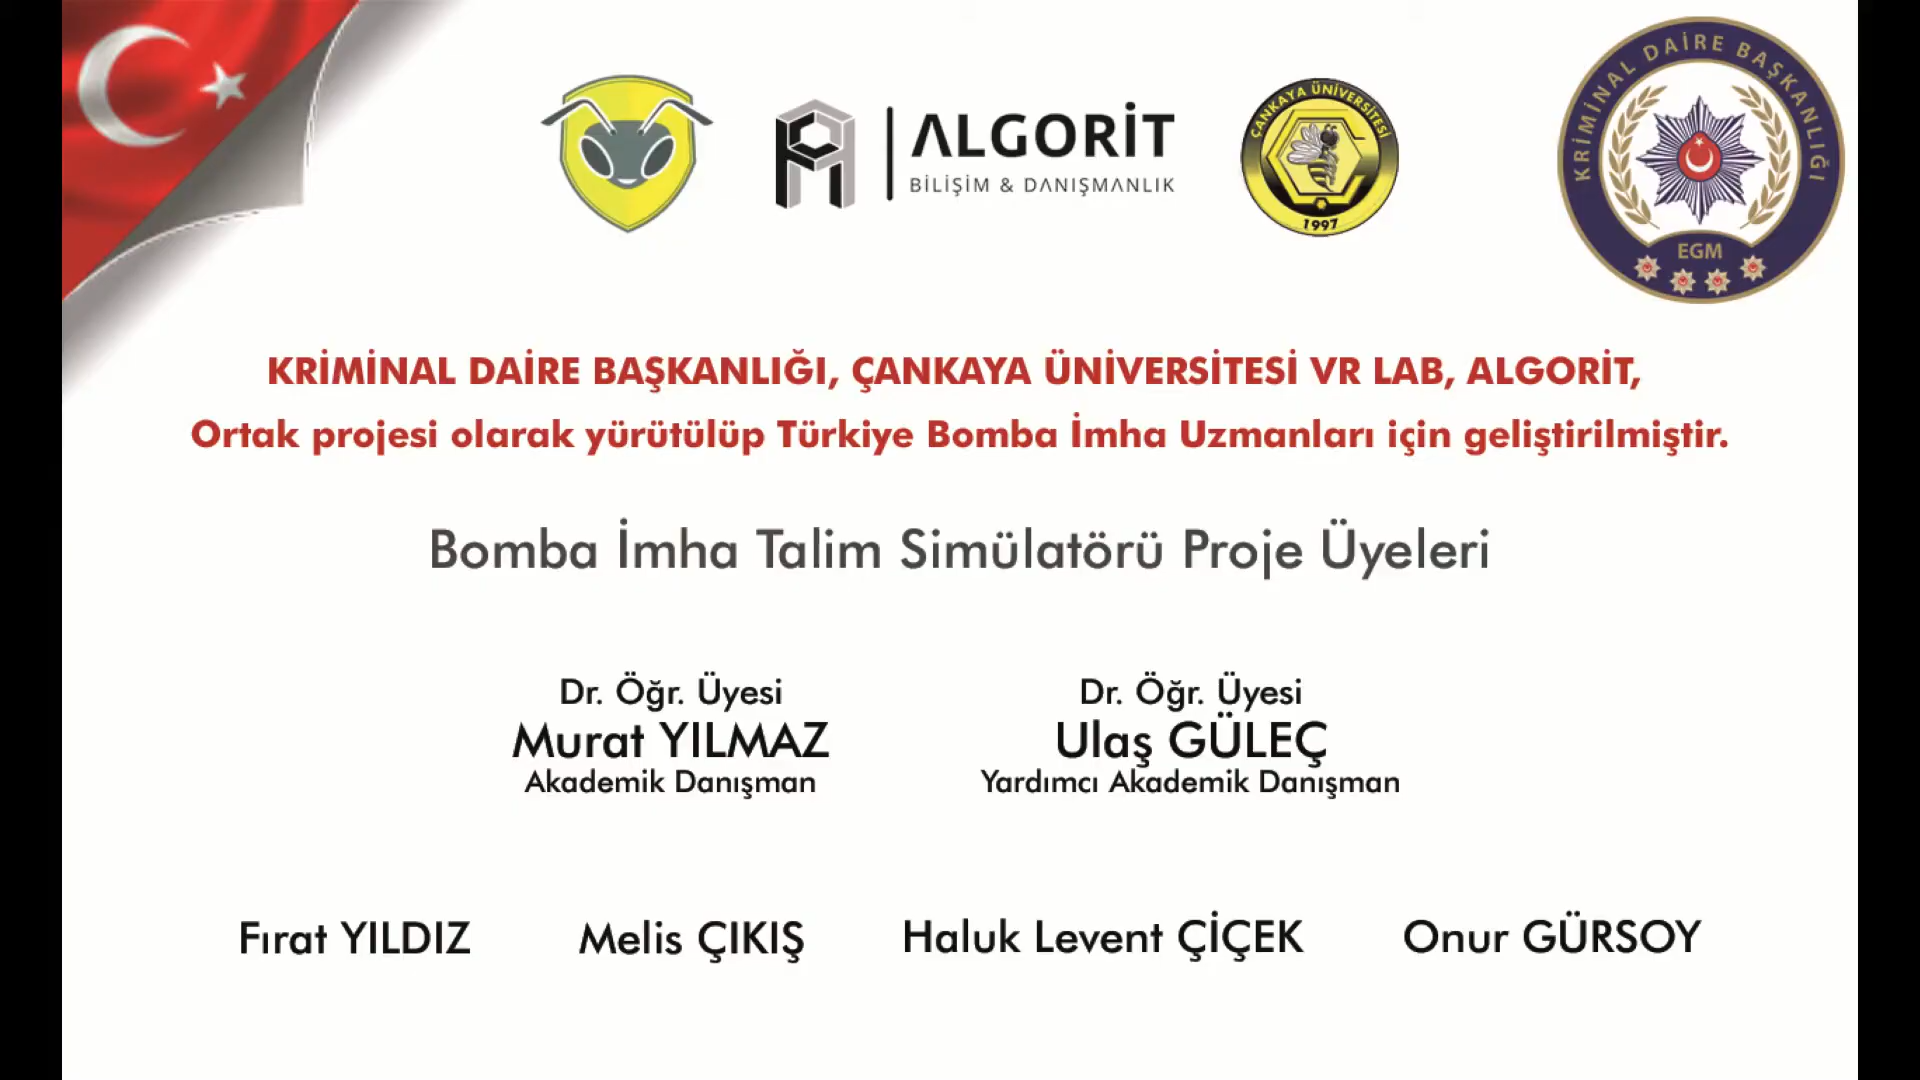 ALGORİT
BİLİŞİM & DANIŞMANLIK
ÇANKAYA ÜNİVERSİTESİ
1997
KRİMİNAL DAİRE BAŞKANLIĞI
EGM
KRİMİNAL DAİRE BAŞKANLIĞI, ÇANKAYA ÜNİVERSİTESİ VR LAB, ALGORİT,
Ortak projesi olarak yürütülüp Türkiye Bomba İmha Uzmanları için geliştirilmiştir.
Bomba İmha Talim Simülatörü Proje Üyeleri
Dr. Öğr. Üyesi
Murat YILMAZ
Akademik Danışman
Dr. Öğr. Üyesi
Ulaş GÜLEÇ
Yardımcı Akademik Danışman
Fırat YILDIZ
Melis ÇIKIŞ
Haluk Levent ÇİÇEK
Onur GÜRSOY